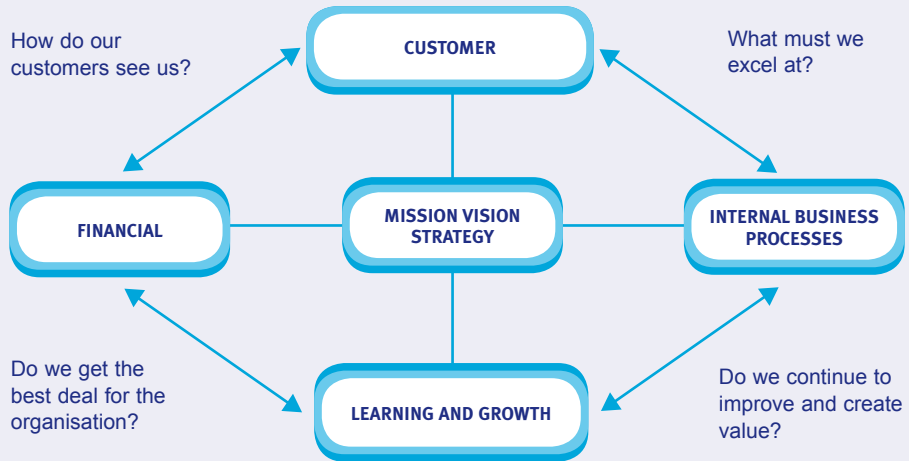 How do our
customers see us?
CUSTOMER
What must we
excel at?
FINANCIAL
MISSION VISION
STRATEGY
INTERNAL BUSINESS
PROCESSES
Do we get the
best deal for the
organisation?
LEARNING AND GROWTH
Do we continue to
improve and create
value?